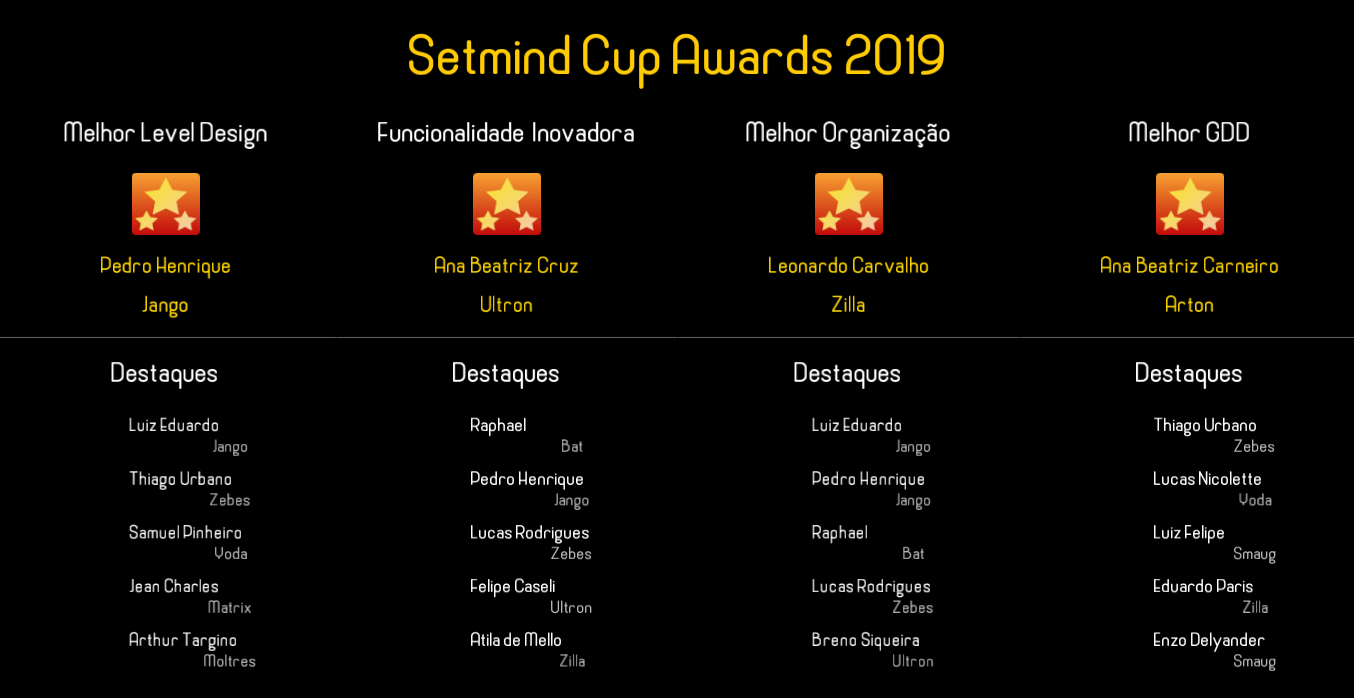 Setmind Cup Awards 2019
Melhor Level Design
Pedro Henrique
Jango
Destaques
Luiz Eduardo
Jango
Thiago Urbano
Zebes
Samuel Pinheiro
Yoda
Jean Charles
Matrix
Arthur Targino
Moltres
Funcionalidade Inovadora
Ana Beatriz Cruz
Ultron
Destaques
Raphael
Bat
Pedro Henrique
Jango
Lucas Rodrigues
Zebes
Felipe Caseli
Ultron
Atila de Mello
Zilla
Melhor Organização
Leonardo Carvalho
Zilla
Destaques
Luiz Eduardo
Jango
Pedro Henrique
Jango
Raphael
Bat
Lucas Rodrigues
Zebes
Breno Siqueira
Ultron
Melhor GDD
Ana Beatriz Carneiro
Arton
Destaques
Thiago Urbano
Zebes
Lucas Nicolette
Yoda
Luiz Felipe
Smaug
Eduardo Paris
Zilla
Enzo Delyander
Smaug